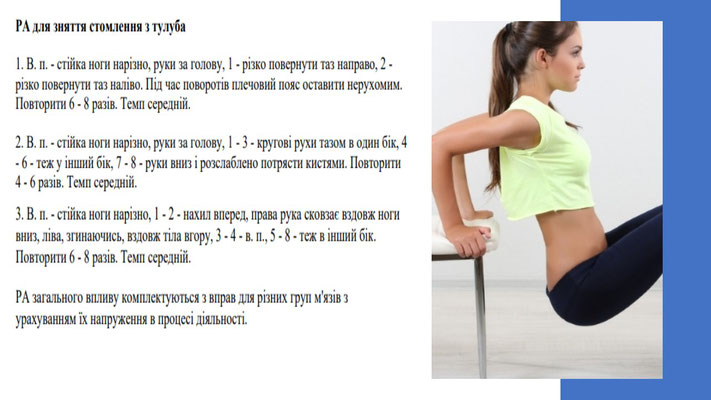 РА для зняття стомлення з тулуба
1. В. п. - стійка ноги нарізно, руки за голову, 1 - різко повернути таз направо, 2 -
різко повернути таз наліво. Під час поворотів плечовий пояс оставити нерухомим.
Повторити 6 - 8 разів. Темп середній.
2. В. п. - стійка ноги нарізно, руки за голову, 1 - 3 - кругові рухи тазом в один бік, 4
- 6 - теж у інший бік, 7 - 8 - руки вниз і розслаблено потрясти кистями. Повторити
4 - 6 разів. Темп середній.
3. В. п. - стійка ноги нарізно, 1 - 2 - нахил вперед, права рука сковзає вздовж ноги
вниз, ліва, згинаючись, вздовж тіла вгору, 3 - 4 - в. п., 5 - 8 - теж в інший бік.
Повторити 6 - 8 разів. Темп середній.
РА загального впливу комплектуються з вправ для різних груп м'язів з
урахуванням їх напруження в процесі діяльності.